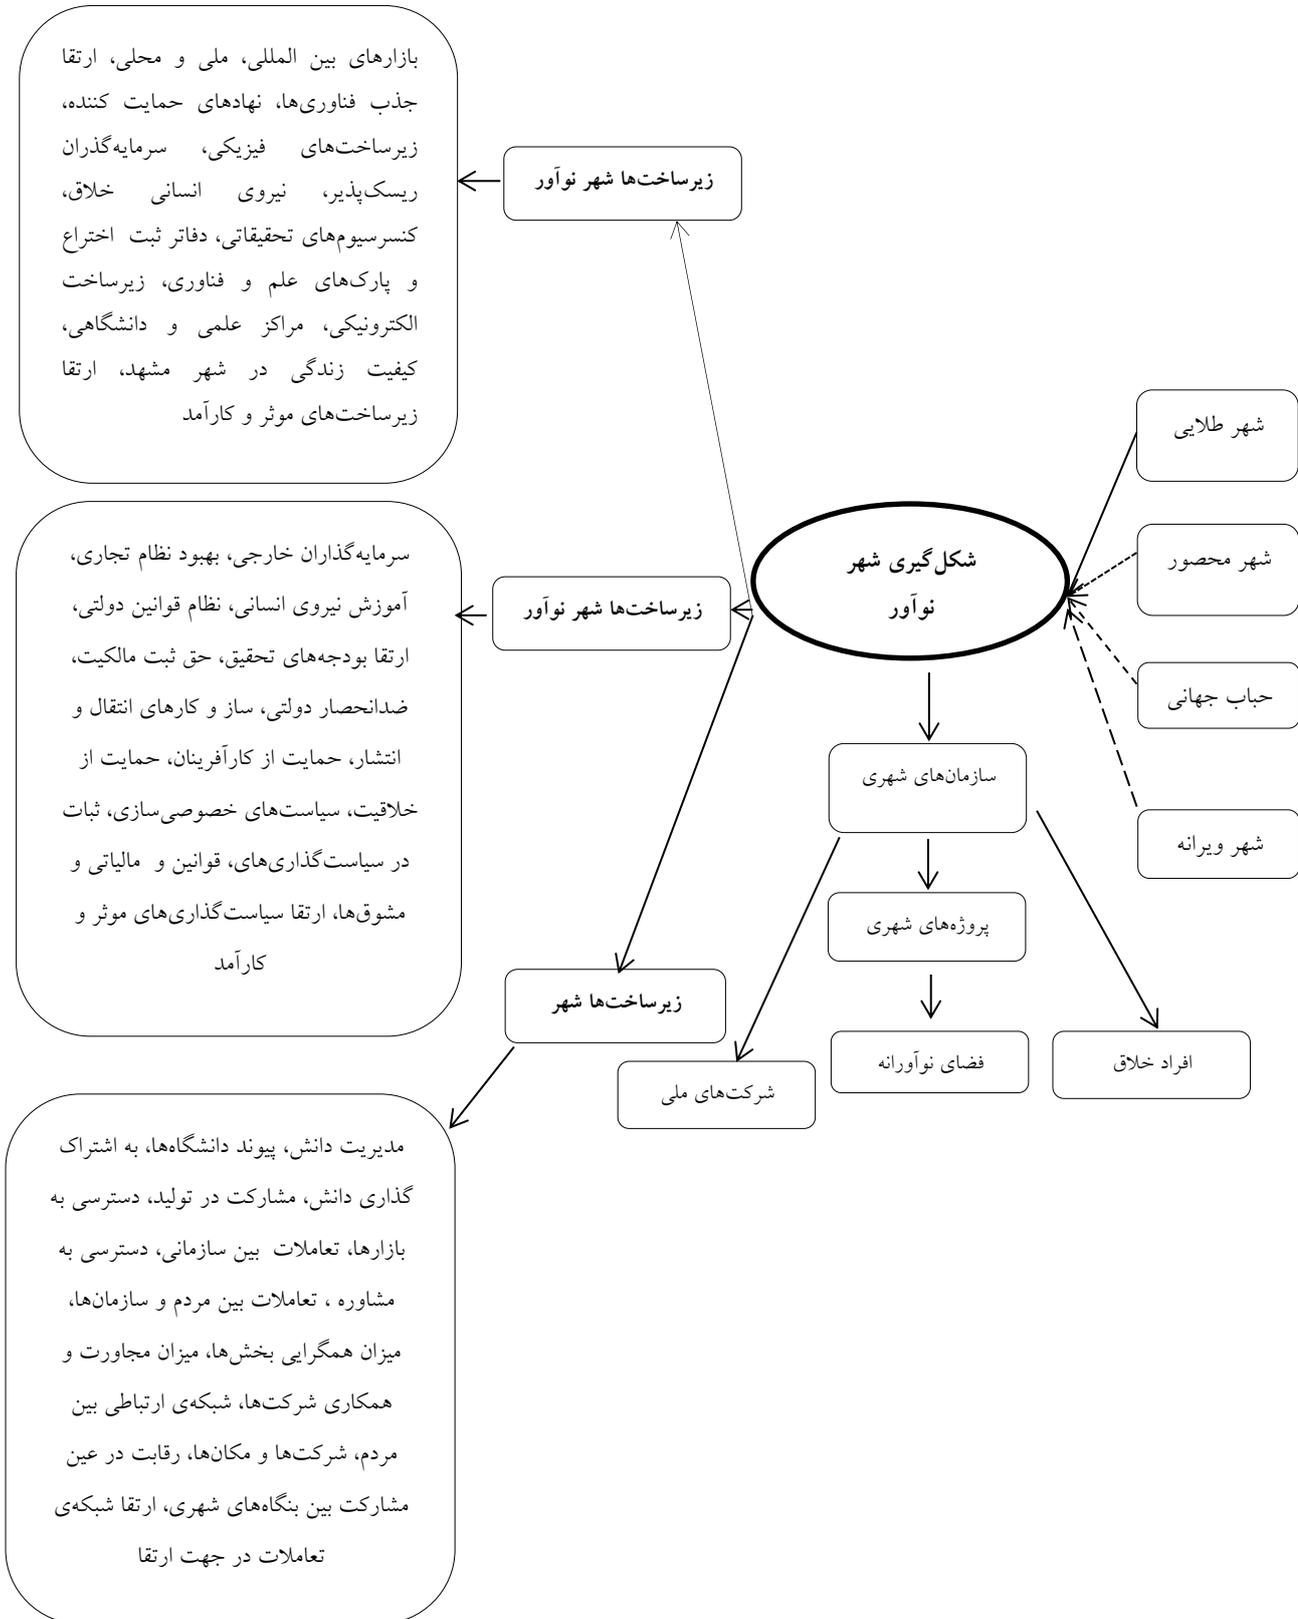 بازارهای بین المللی، ملی و محلی، ارتقا
جذب فناوری‌ها، نهادهای حمایت کننده،
زیرساخت‌های فیزیکی، سرمایه‌گذران
ریسک‌پذیر، نیروی انسانی خلاق،
کنسرسیوم‌های تحقیقاتی، دفاتر ثبت اختراع
و پارک‌های علم و فناوری، زیرساخت
الکترونیکی، مراکز علمی و دانشگاهی،
کیفیت زندگی در شهر مشهد، ارتقا
زیرساخت‌های موثر و کارآمد
زیرساخت‌ها شهر نوآور
شهر طلایی
شهر محصور
حباب جهانی
شهر ویرانه
شکل‌گیری شهر
نوآور
زیرساخت‌ها شهر نوآور
سرمایه‌گذاران خارجی، بهبود نظام تجاری،
آموزش نیروی انسانی، نظام قوانین دولتی،
ارتقا بودجه‌های تحقیق، حق ثبت مالکیت،
ضدانحصار دولتی، ساز و کارهای انتقال و
انتشار، حمایت از کارآفرینان، حمایت از
خلاقیت، سیاست‌های خصوصی‌سازی، ثبات
در سیاست‌گذاری‌های، قوانین و مالیاتی و
مشوق‌ها، ارتقا سیاست‌گذاری‌های موثر و
کارآمد
سازمان‌های شهری
پروژه‌های شهری
افراد خلاق
فضای نوآورانه
شرکت‌های ملی
زیرساخت‌ها شهر
مدیریت دانش، پیوند دانشگاه‌ها، به اشتراک
گذاری دانش، مشارکت در تولید، دسترسی به
بازارها، تعاملات بین سازمانی، دسترسی به
مشاوره ، تعاملات بین مردم و سازمان‌ها،
میزان همگرایی بخش‌ها، میزان مجاورت و
همکاری شرکت‌ها، شبکه‌ی ارتباطی بین
مردم، شرکت‌ها و مکان‌ها، رقابت در عین
مشارکت بین بنگاه‌های شهری، ارتقا شبکه‌ی
تعاملات در جهت ارتقا